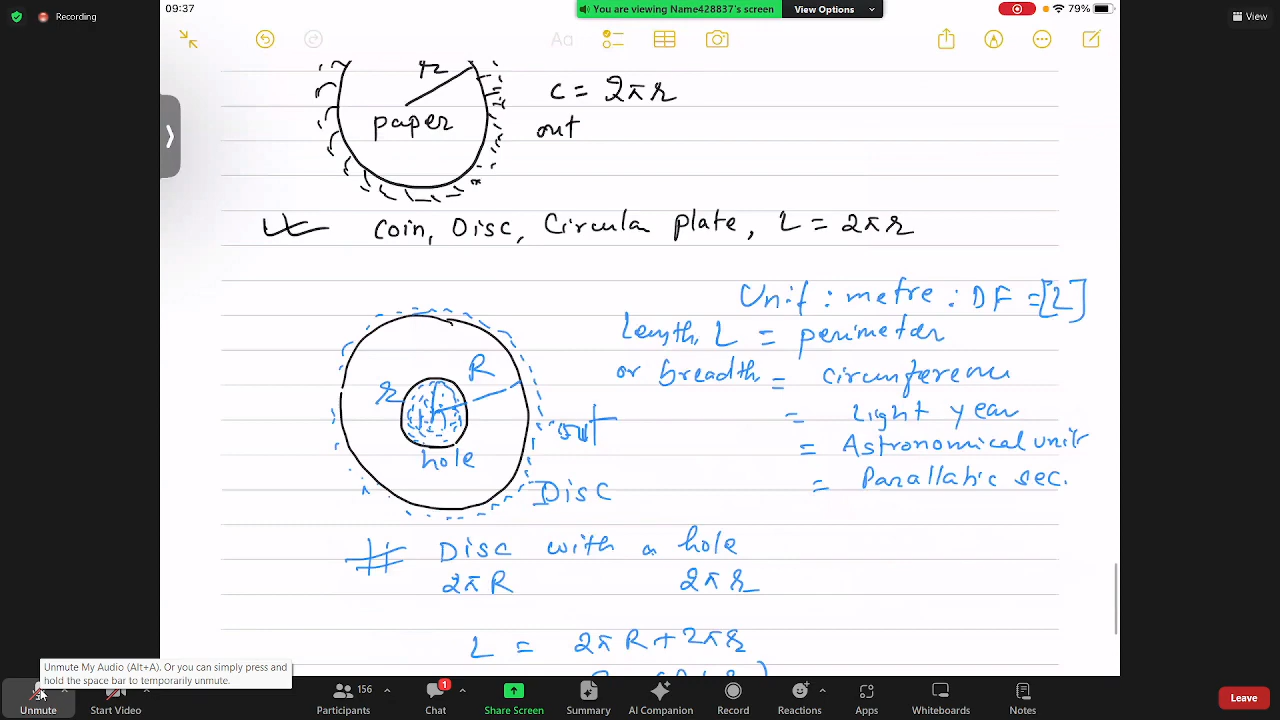 09:37
You are viewing Name428837's screen
View Options
79%
Recording
View
Aa
r
c = 2πr
paper
out
Coin, Disc, Circular plate, L = 2πr
Unit : metre : DF = [L]
Length, L = perimeter
or breadth = circumference
= Light year
= Astronomical unit
= Parallatic sec.
R
r
out
hole
Disc
# Disc with a hole
2πR 2πr
L = 2πR + 2πr
Unmute My Audio (Alt+A). Or you can simply press and
hold the space bar to temporarily unmute.
156
1
Unmute
Start Video
Participants
Chat
Share Screen
Summary
AI Companion
Record
Reactions
Apps
Whiteboards
Notes
Leave